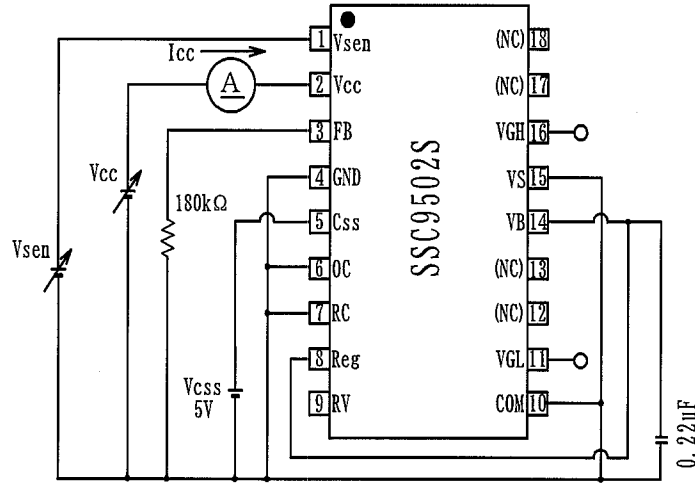 1 Vsen
(NC) 18
Icc
A
2 Vcc
(NC) 17
3 FB
VGH 16
Vcc
4 GND
VS 15
180kΩ
5 Css
VB 14
SSC9502S
Vsen
6 OC
(NC) 13
7 RC
(NC) 12
8 Reg
VGL 11
Vcss
5V
9 RV
COM 10
0.22µF